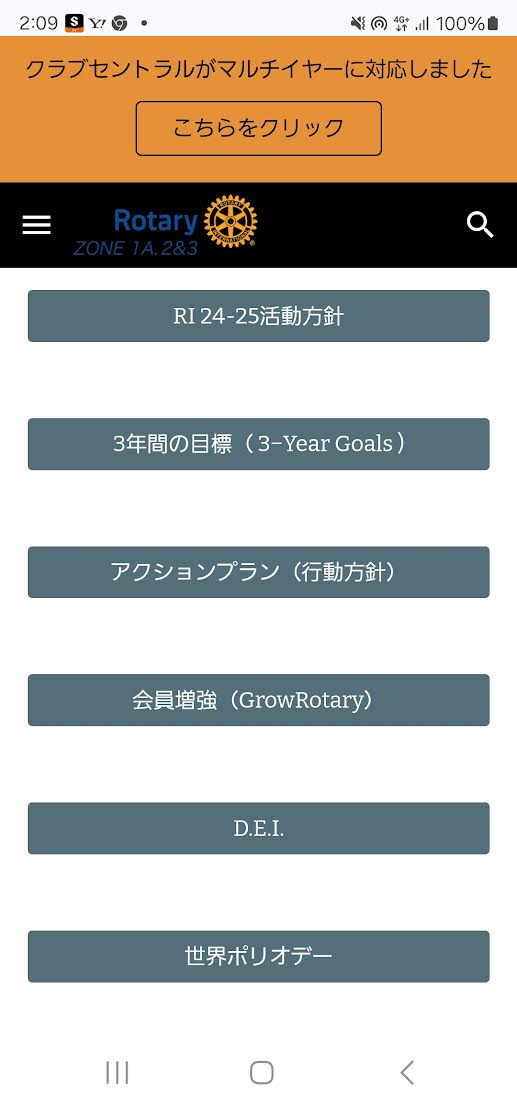 2:09 100%
4G+
クラブセントラルがマルチイヤーに対応しました
こちらをクリック
Rotary
ZONE 1A,2&3
RI 24-25活動方針
3年間の目標（3-Year Goals）
アクションプラン（行動方針）
会員増強（GrowRotary）
D.E.I.
世界ポリオデー